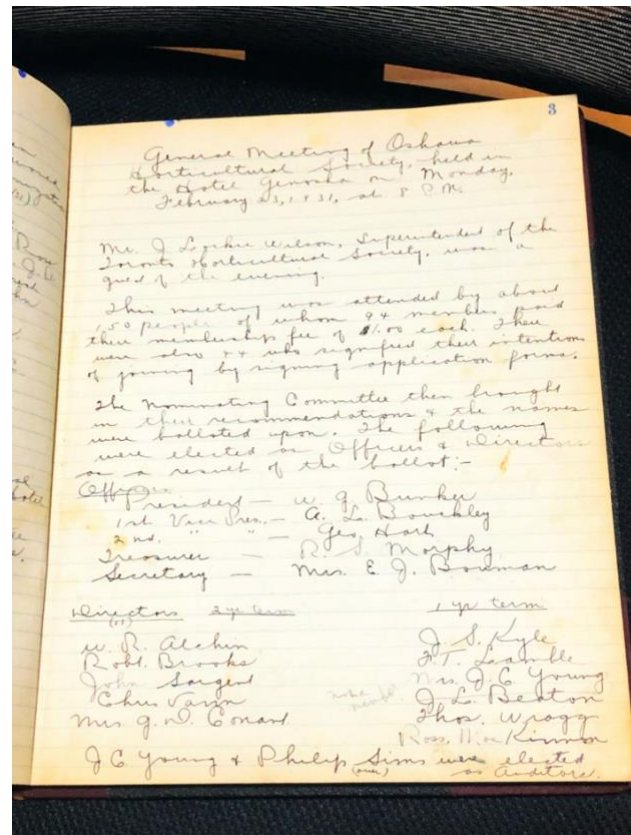 3
General Meeting of Oshawa
Horticultural Society, held in
the Hotel Genosha on Monday,
February 23, 1931, at 8 P.M.
Mr. J Lockie Wilson, Superintendent of the
Toronto Horticultural Society, was a
guest of the evening.
This meeting was attended by about
150 people of whom 94 members paid
their membership fee of $1.00 each. There
were also 44 who signified their intentions
of joining by signing application forms.
The Nominating Committee then brought
in their recommendations & the names
were balloted upon. The following
were elected as Officers & Directors
as a result of the ballot:-
Officers
President - W. G. Bunker
1st Vice Pres. - A. L. Bouckley
2nd. " " - Geo. Hart
Treasurer - R. S. Morphy
Secretary - Mrs. E. J. Bowman
Directors 2 yr term
1 yr term
W. R. Alchin
Robt. Brooks
John Sargent
Chris Vann
Mrs G. D. Conant
J. S. Kyle
F. T. Lamble
Mrs J. C Young
J. L. Beaton
Thos. Wragg
Ross
J C Young & Philip Sims were elected
as Auditors.